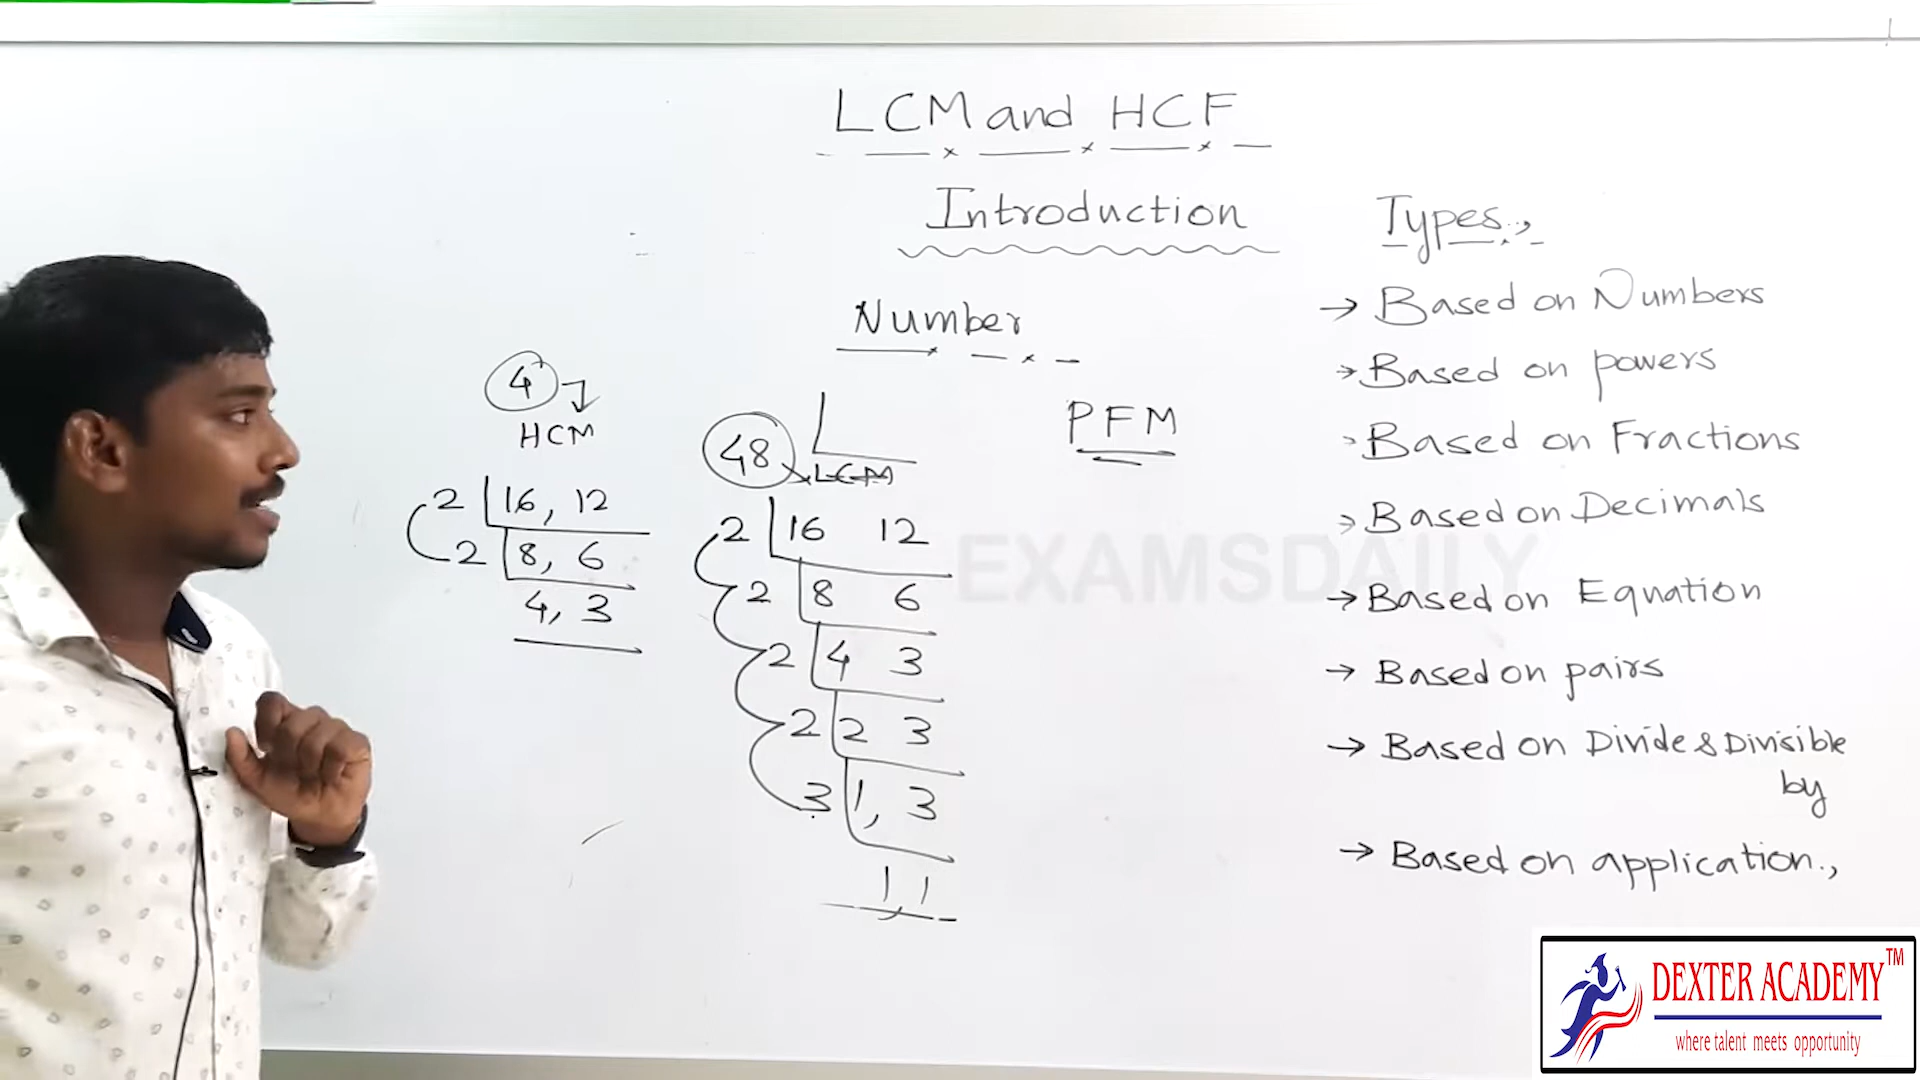 LCM and HCF
Introduction
Number
4
HCM
2 16, 12
2 8, 6
4, 3
48
LCM
2 16 12
2 8 6
2 4 3
2 2 3
3 1, 3
1, 1
PFM
Types
→ Based on Numbers
→ Based on powers
→ Based on Fractions
→ Based on Decimals
→ Based on Equation
→ Based on pairs
→ Based on Divide & Divisible
by
→ Based on application.,
EXAMSDAILY
DEXTER ACADEMY™
where talent meets opportunity